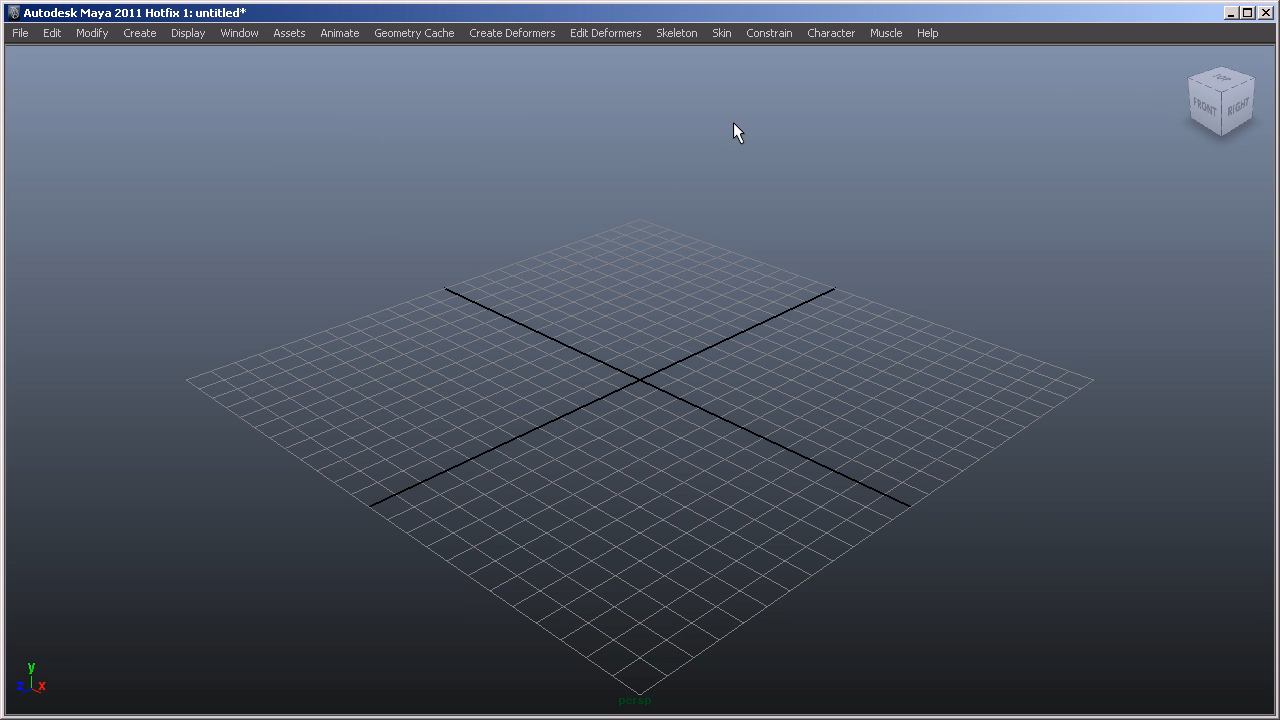 Autodesk Maya 2011 Hotfix 1: untitled*
File Edit Modify Create Display Window Assets Animate Geometry Cache Create Deformers Edit Deformers Skeleton Skin Constrain Character Muscle Help
TOP
FRONT RIGHT
y
z x
persp